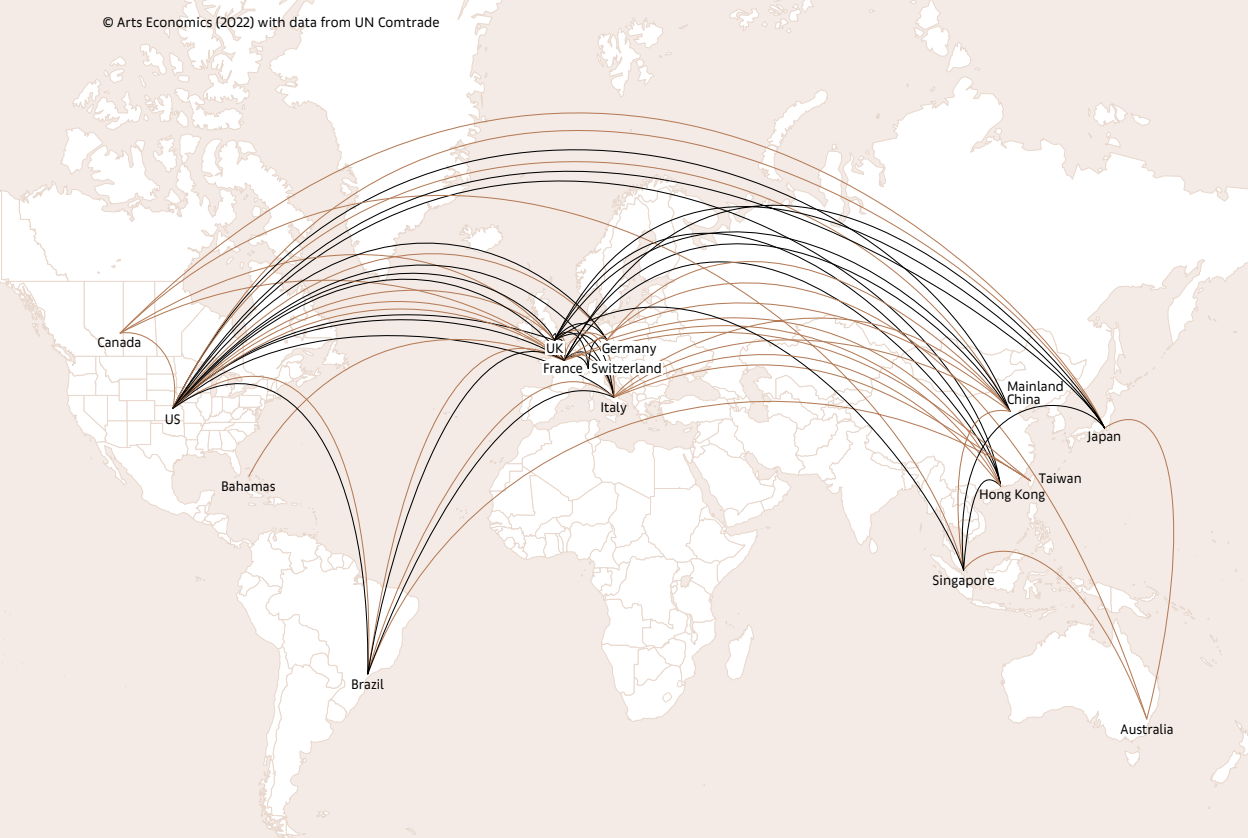 © Arts Economics (2022) with data from UN Comtrade
Canada
UK
Germany
France
Switzerland
Mainland
China
US
Italy
Japan
Bahamas
Taiwan
Hong Kong
Singapore
Brazil
Australia